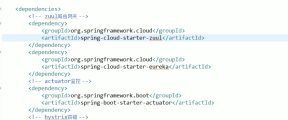 <dependencies>
<!-- zuul路由网关 -->
<dependency>
<groupId>org.springframework.cloud</groupId>
<artifactId>spring-cloud-starter-zuul</artifactId>
</dependency>
<dependency>
<groupId>org.springframework.cloud</groupId>
<artifactId>spring-cloud-starter-eureka</artifactId>
</dependency>
<!-- actuator监控 -->
<dependency>
<groupId>org.springframework.boot</groupId>
<artifactId>spring-boot-starter-actuator</artifactId>
</dependency>
<!-- hystrix容错 -->